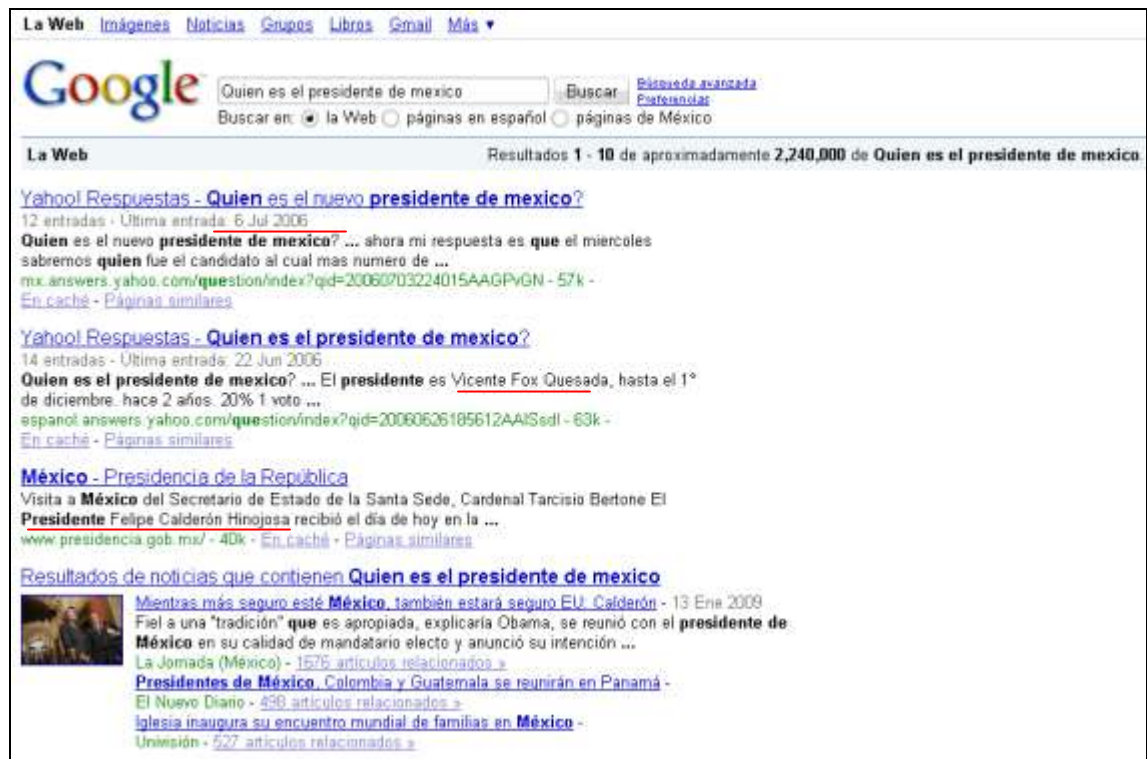 La Web Imágenes Noticias Grupos Libros Gmail Más ▼
Google Quien es el presidente de mexico Buscar Búsqueda avanzada
Preferencias
Buscar en: la Web páginas en español páginas de México
La Web Resultados 1 - 10 de aproximadamente 2,240,000 de Quien es el presidente de mexico.
Yahoo! Respuestas - Quien es el nuevo presidente de mexico?
12 entradas - Última entrada: 6 Jul 2006
Quien es el nuevo presidente de mexico? ... ahora mi respuesta es que el miercoles
sabremos quien fue el candidato al cual mas numero de ...
mx.answers.yahoo.com/question/index?qid=20060703224015AAGPvGN - 57k -
En caché - Páginas similares
Yahoo! Respuestas - Quien es el presidente de mexico?
14 entradas - Última entrada: 22 Jun 2006
Quien es el presidente de mexico? ... El presidente es Vicente Fox Quesada, hasta el 1°
de diciembre. hace 2 años. 20% 1 voto ...
espanol.answers.yahoo.com/question/index?qid=20060626185612AAISsdl - 63k -
En caché - Páginas similares
México - Presidencia de la República
Visita a México del Secretario de Estado de la Santa Sede, Cardenal Tarcisio Bertone El
Presidente Felipe Calderón Hinojosa recibió el día de hoy en la ...
www.presidencia.gob.mx/ - 40k - En caché - Páginas similares
Resultados de noticias que contienen Quien es el presidente de mexico
Mientras más seguro esté México, también estará seguro EU: Calderón - 13 Ene 2009
Fiel a una "tradición" que es apropiada, explicaría Obama, se reunió con el presidente de
México en su calidad de mandatario electo y anunció su intención ...
La Jornada (México) - 1676 artículos relacionados »
Presidentes de México, Colombia y Guatemala se reunirán en Panamá -
El Nuevo Diario - 498 artículos relacionados »
Iglesia inaugura su encuentro mundial de familias en México -
Univisión - 527 artículos relacionados »